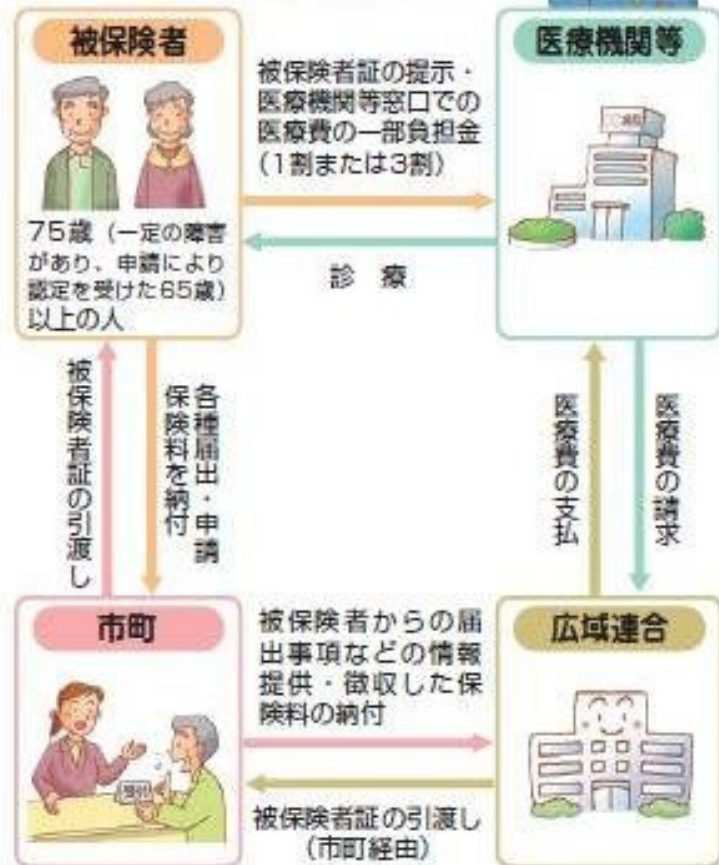 被保険者
75歳（一定の障害
があり、申請により
認定を受けた65歳）
以上の人
被保険者証の提示・
医療機関等窓口での
医療費の一部負担金
（1割または3割）
診　療
医療機関等
被保険者証の引渡し
各種届出・申請
保険料を納付
医療費の支払
医療費の請求
市町
受付
被保険者からの届
出事項などの情報
提供・徴収した保
険料の納付
被保険者証の引渡し
（市町経由）
広域連合